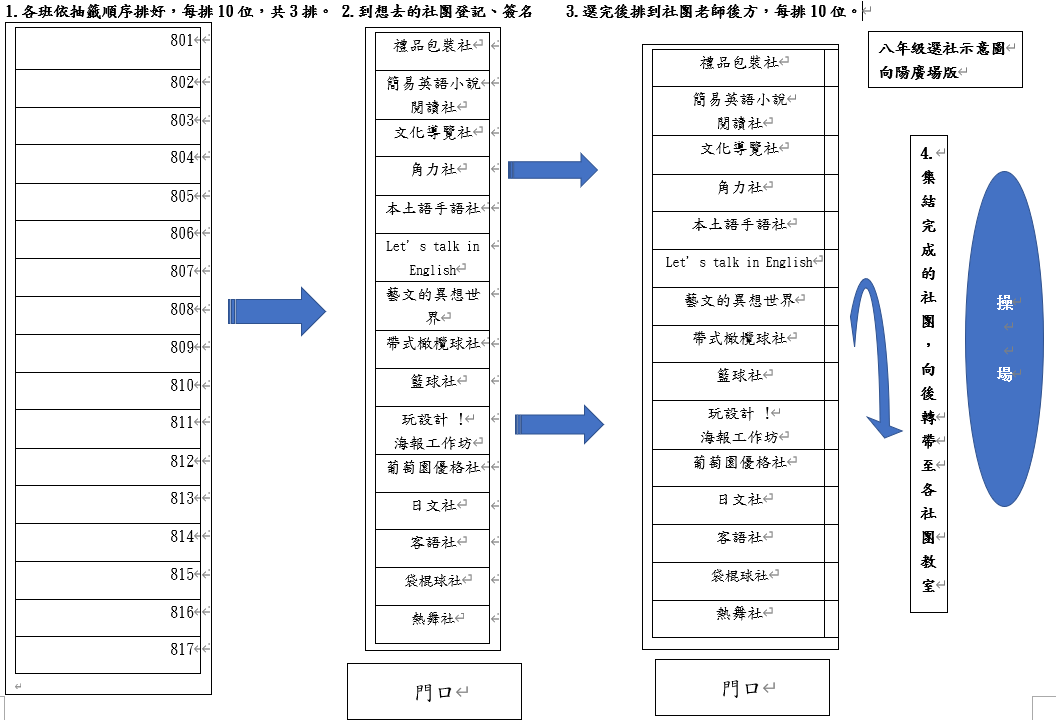 1.各班依抽籤順序排好，每排10位，共3排。
2.到想去的社團登記、簽名
3.選完後排到社團老師後方，每排10位。
八年級選社示意圖
向陽廣場版
801
802
803
804
805
806
807
808
809
810
811
812
813
814
815
816
817
禮品包裝社
簡易英語小說
閱讀社
文化導覽社
角力社
本土語手語社
Let’s talk in
English
藝文的異想世
界
帶式橄欖球社
籃球社
玩設計！
海報工作坊
葡萄園優格社
日文社
客語社
袋棍球社
熱舞社
門口
禮品包裝社
簡易英語小說
閱讀社
文化導覽社
角力社
本土語手語社
Let’s talk in English
藝文的異想世界
帶式橄欖球社
籃球社
玩設計！
海報工作坊
葡萄園優格社
日文社
客語社
袋棍球社
熱舞社
門口
4.集結完成的社團，向後轉帶至各社團教室
操場